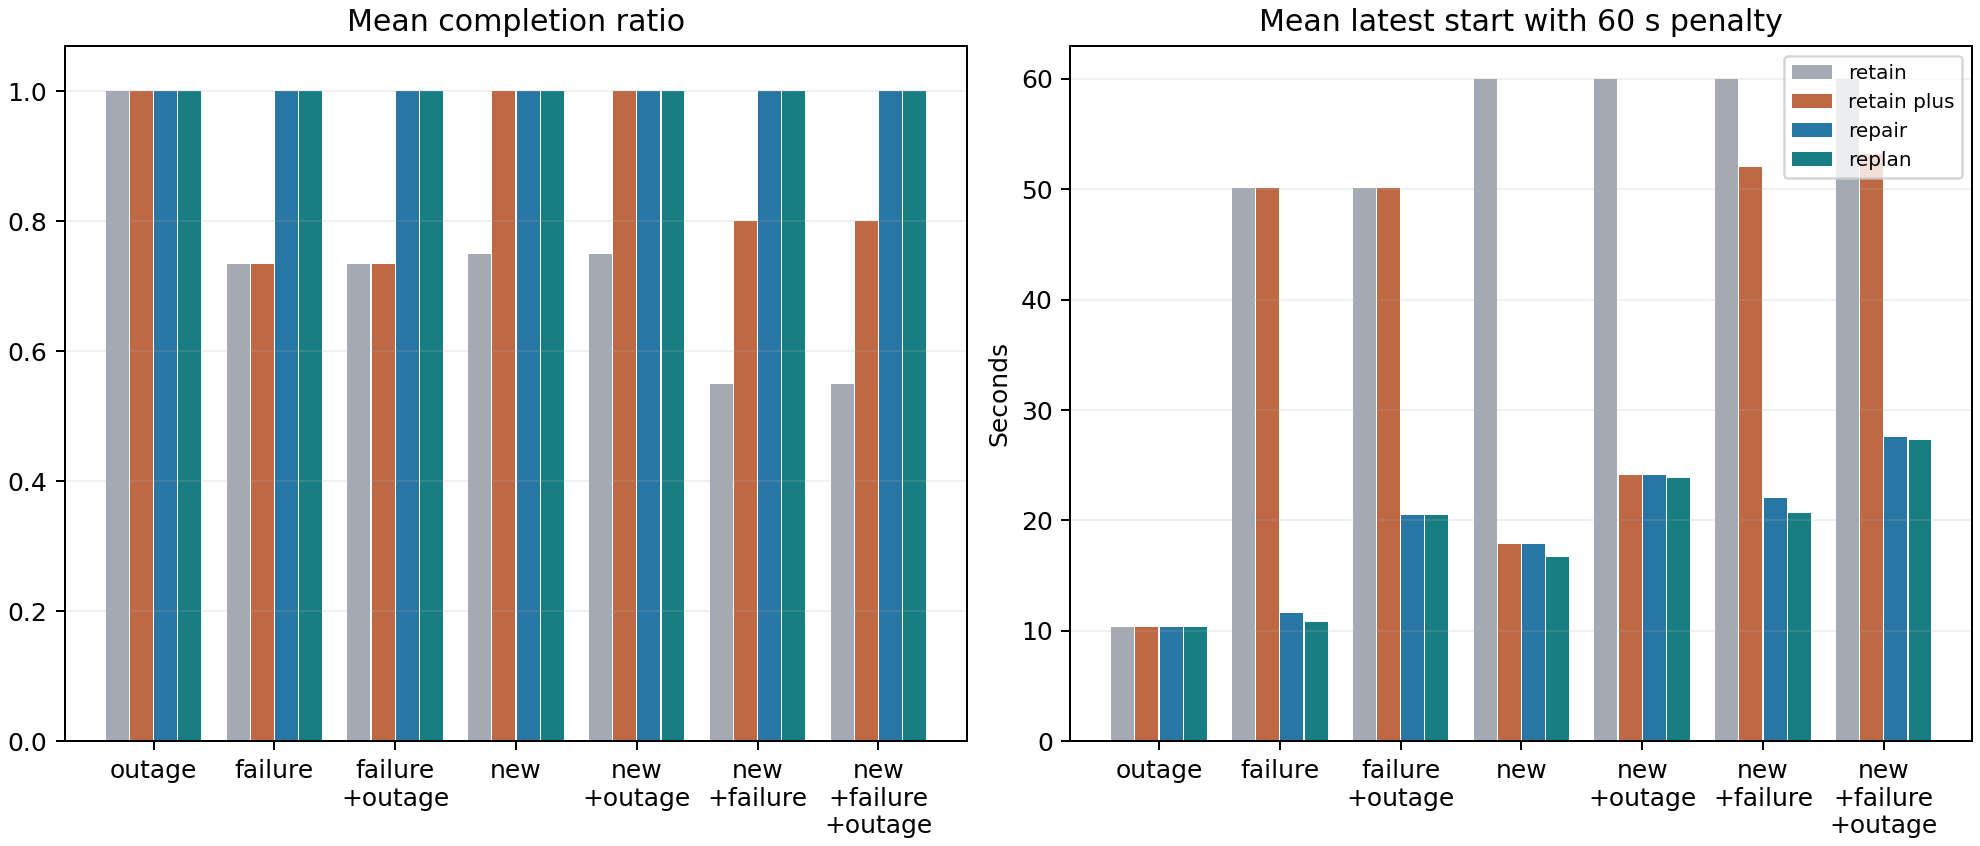 Mean completion ratio
1.0
0.8
0.6
0.4
0.2
0.0
outage
failure
failure
+outage
new
new
+outage
new
+failure
new
+failure
+outage
Mean latest start with 60 s penalty
Seconds
60
50
40
30
20
10
0
retain
retain plus
repair
replan
outage
failure
failure
+outage
new
new
+outage
new
+failure
new
+failure
+outage